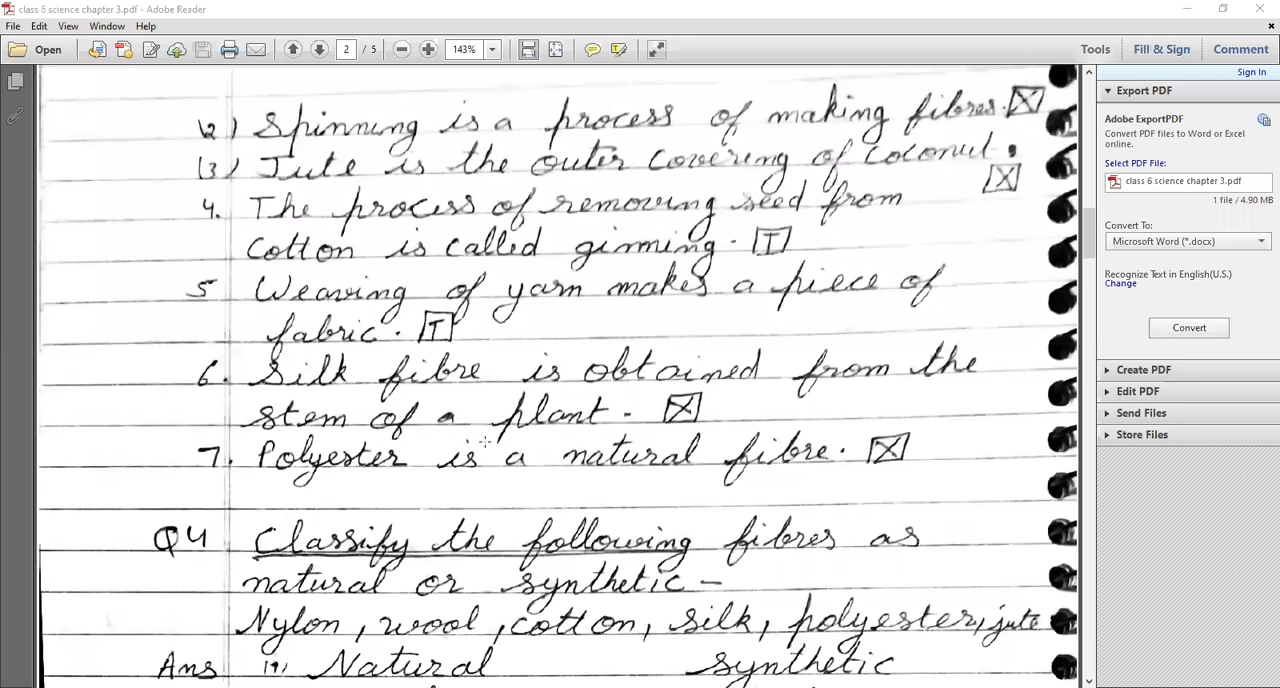 class 6 science chapter 3.pdf - Adobe Reader
File Edit View Window Help
Open 2 / 5 143% Tools Fill & Sign Comment
Sign In
Export PDF
Adobe ExportPDF
Convert PDF files to Word or Excel online.
Select PDF File:
class 6 science chapter 3.pdf
1 file / 4.90 MB
Convert To:
Microsoft Word (*.docx)
Recognize Text in English(U.S.)
Change
Convert
Create PDF
Edit PDF
Send Files
Store Files
(2) Spinning is a process of making fibres. X
(3) Jute is the outer covering of coconut.
X
4. The process of removing seed from
cotton is called ginning. T
5 Weaving of yarn makes a piece of
fabric. T
6. Silk fibre is obtained from the
stem of a plant. X
7. Polyester is a natural fibre. X
Q4 Classify the following fibres as
natural or synthetic -
Nylon, wool, cotton, silk, polyester, jute
Ans Natural synthetic